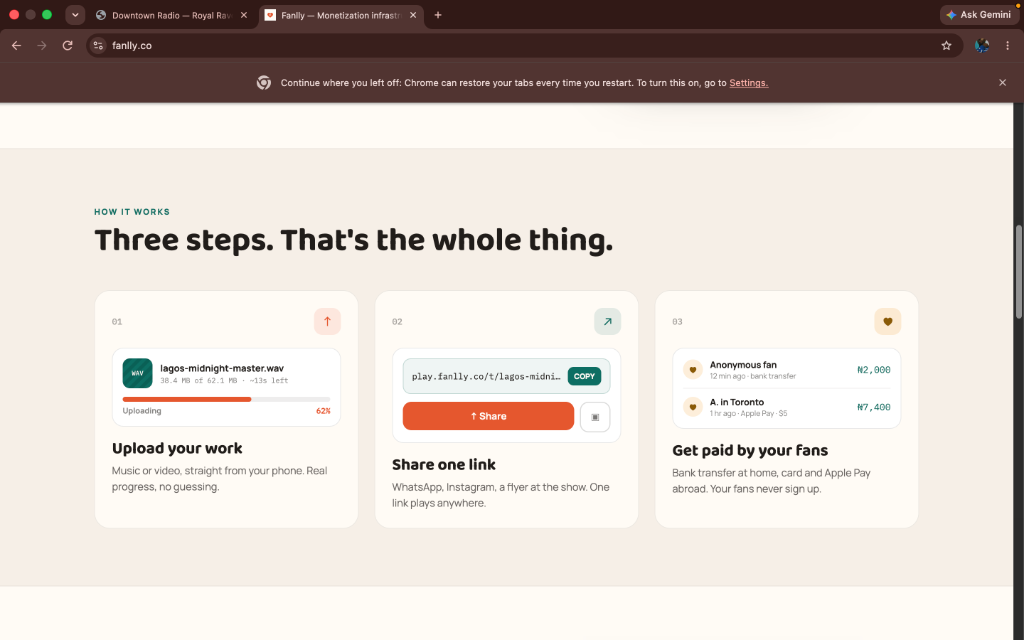 Downtown Radio — Royal Rav
Fanlly — Monetization infrastr
Ask Gemini
fanlly.co
Continue where you left off: Chrome can restore your tabs every time you restart. To turn this on, go to Settings.
HOW IT WORKS
Three steps. That's the whole thing.
01
WAV
lagos-midnight-master.wav
38.4 MB of 62.1 MB · ~13s left
Uploading
62%
Upload your work
Music or video, straight from your phone. Real
progress, no guessing.
02
play.fanlly.co/t/lagos-midni…
COPY
↑ Share
Share one link
WhatsApp, Instagram, a flyer at the show. One
link plays anywhere.
03
Anonymous fan
12 min ago · bank transfer
₦2,000
A. in Toronto
1 hr ago · Apple Pay · $5
₦7,400
Get paid by your fans
Bank transfer at home, card and Apple Pay
abroad. Your fans never sign up.